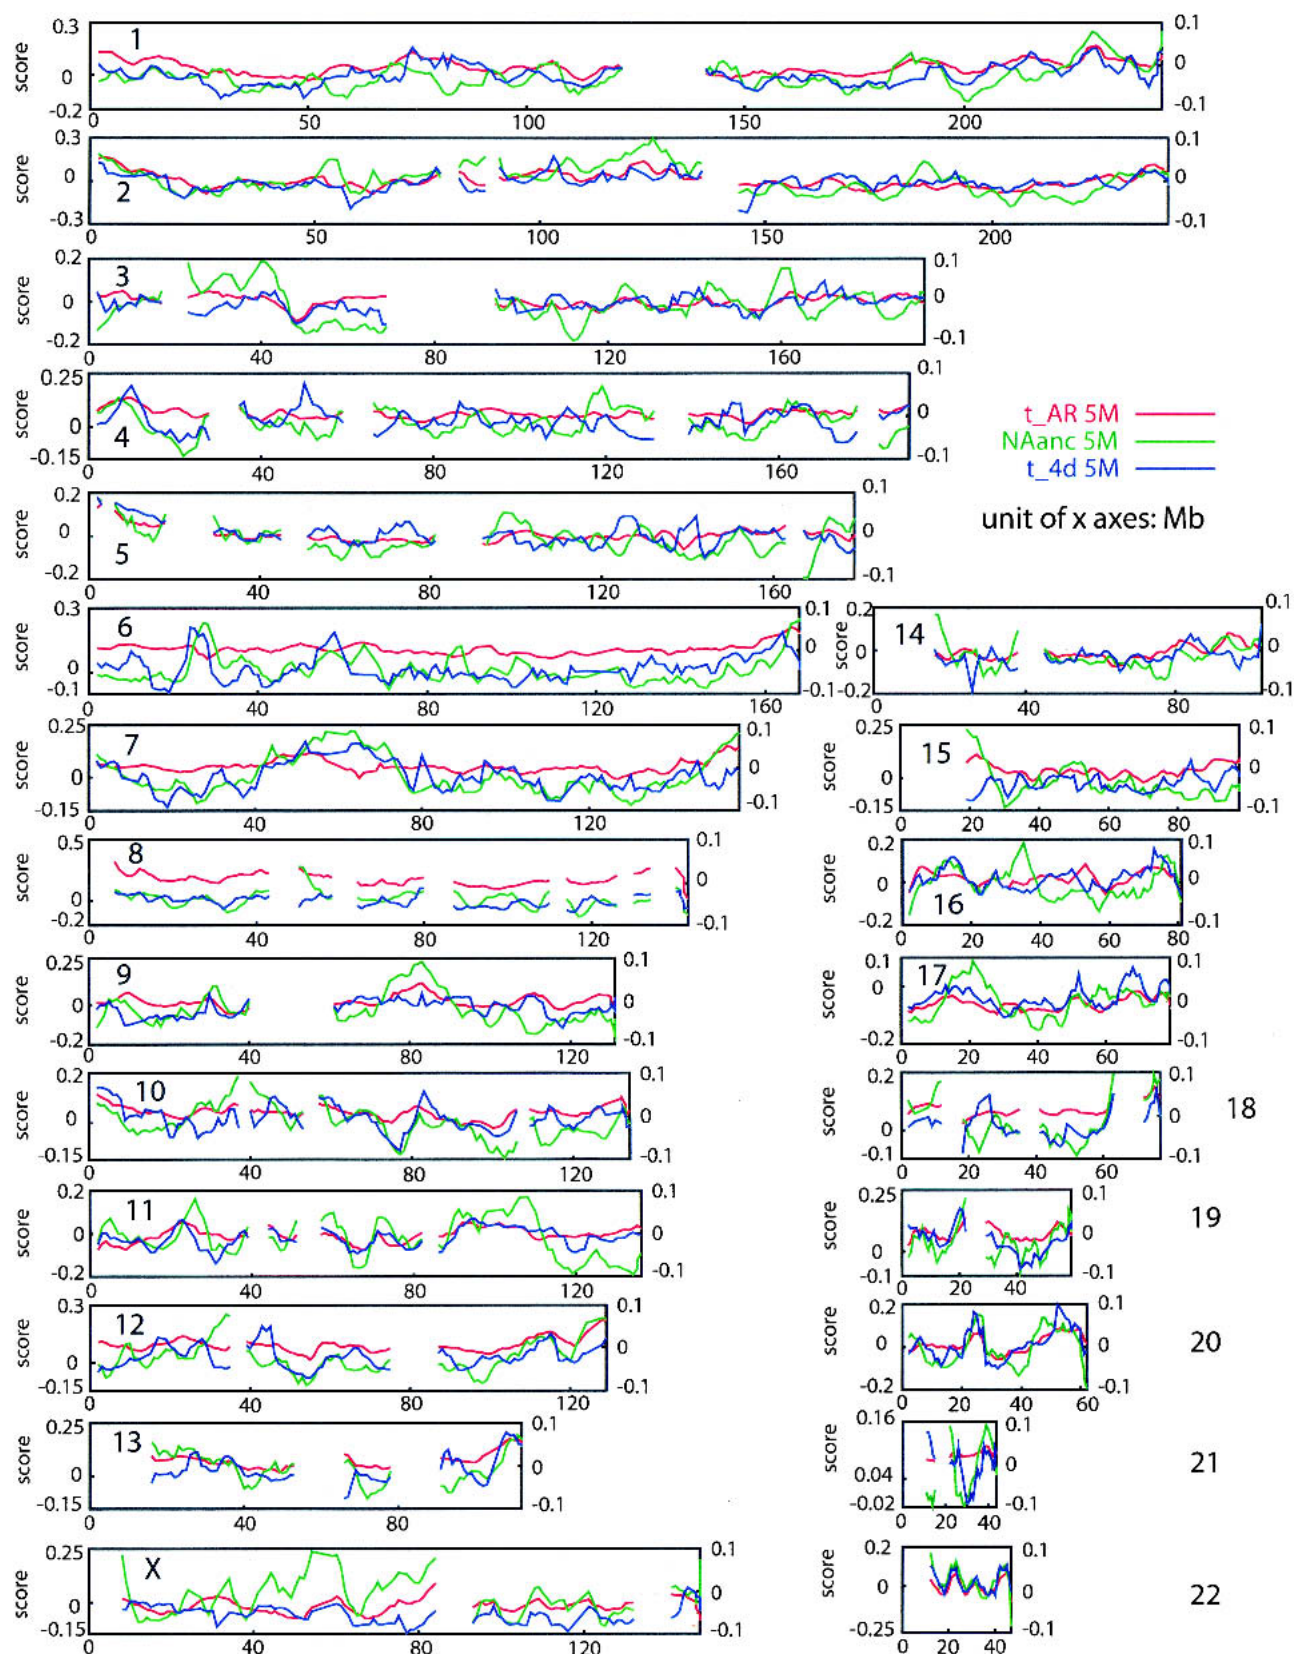 0.3 1 0.1
score 0 0
-0.2 -0.1
0 50 100 150 200
0.3 0.1
score 0 2 0
-0.3 -0.1
0 50 100 150 200
0.2 3 0.1
score 0 0
-0.2 -0.1
0 40 80 120 160
0.25 0.1
score 0 4 0
-0.15 -0.1
0 40 80 120 160
t_AR 5M
NAanc 5M
t_4d 5M
unit of x axes: Mb
0.2 0.1
score 0 5 0
-0.2 -0.1
0 40 80 120 160
0.3 6 0.1
score 0 0
-0.1 -0.1
0 40 80 120 160
0.2 14 0.1
score 0 0
-0.2 -0.1
0 40 80
0.25 7 0.1
score 0 0
-0.15 -0.1
0 40 80 120
0.25 15 0.1
score 0 0
-0.15 -0.1
0 20 40 60 80
0.5 8 0.1
score 0 0
-0.2 -0.1
0 40 80 120
0.2 0.1
score 0 16 0
-0.2 -0.1
0 20 40 60 80
0.25 9 0.1
score 0 0
-0.2 -0.1
0 40 80 120
0.1 17 0.1
score 0 0
-0.2 -0.1
0 20 40 60
0.2 10 0.1
score 0 0
-0.15 -0.1
0 40 80 120
0.2 0.1
score 0 0 18
-0.1 -0.1
0 20 40 60
0.2 11 0.1
score 0 0
-0.2 -0.1
0 40 80 120
0.25 0.1
score 0 0 19
-0.1 -0.1
0 20 40
0.3 12 0.1
score 0 0
-0.15 -0.1
0 40 80 120
0.2 0.1
score 0 0 20
-0.2 -0.1
0 20 40 60
0.25 13 0.1
score 0 0
-0.15 -0.1
0 40 80
0.16 0.1
score 0.04 0 21
-0.02 -0.1
0 20 40
0.25 X 0.1
score 0 0
-0.15 -0.1
0 40 80 120
0.2 0.1
score 0 0 22
-0.25 -0.1
0 20 40